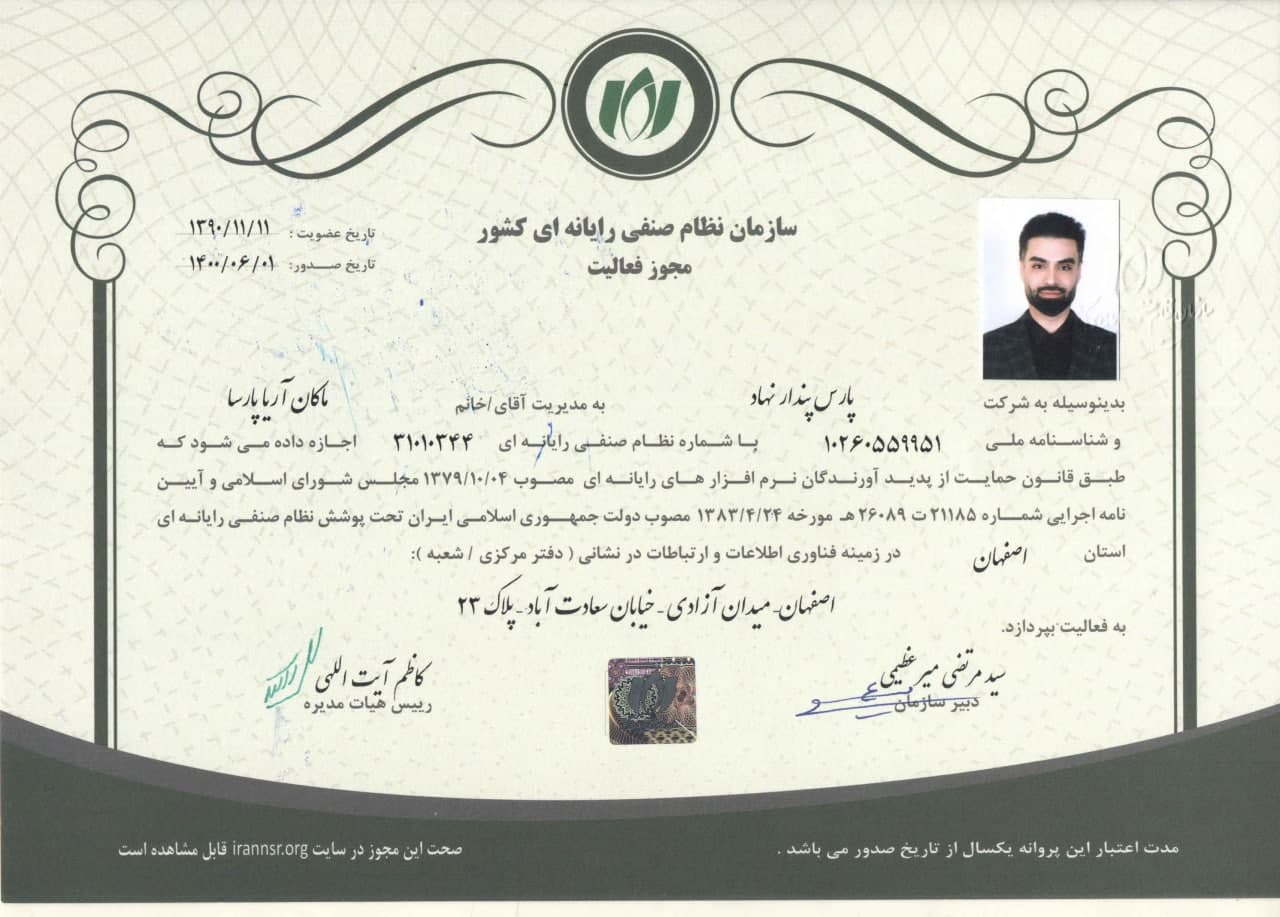 سازمان نظام صنفی رایانه ای کشور
مجوز فعالیت
تاریخ عضویت: ۱۳۹۰/۱۱/۱۱
تاریخ صدور: ۱۴۰۰/۰۶/۰۱
بدینوسیله به شرکت پارس پندار نهاد به مدیریت آقای/خانم ماکان آریا پارسا
و شناسنامه ملی ۱۰۲۶۰۵۵۹۹۵۱ با شماره نظام صنفی رایانه ای ۳۱۰۱۰۳۴۴ اجازه داده می شود که
طبق قانون حمایت از پدید آورندگان نرم افزار های رایانه ای مصوب ۱۳۷۹/۱۰/۰۴ مجلس شورای اسلامی و آیین
نامه اجرایی شماره ۲۱۱۸۵ ت ۲۶۰۸۹ هـ مورخه ۱۳۸۳/۴/۲۴ مصوب دولت جمهوری اسلامی ایران تحت پوشش نظام صنفی رایانه ای
استان اصفهان در زمینه فناوری اطلاعات و ارتباطات در نشانی ( دفتر مرکزی / شعبه ):
اصفهان- میدان آزادی - خیابان سعادت آباد - پلاک ۲۳
به فعالیت بپردازد.
سید مرتضی میر عظیمی
دبیر سازمان
کاظم آیت اللهی
رییس هیات مدیره
مدت اعتبار این پروانه یکسال از تاریخ صدور می باشد .
صحت این مجوز در سایت irannsr.org قابل مشاهده است